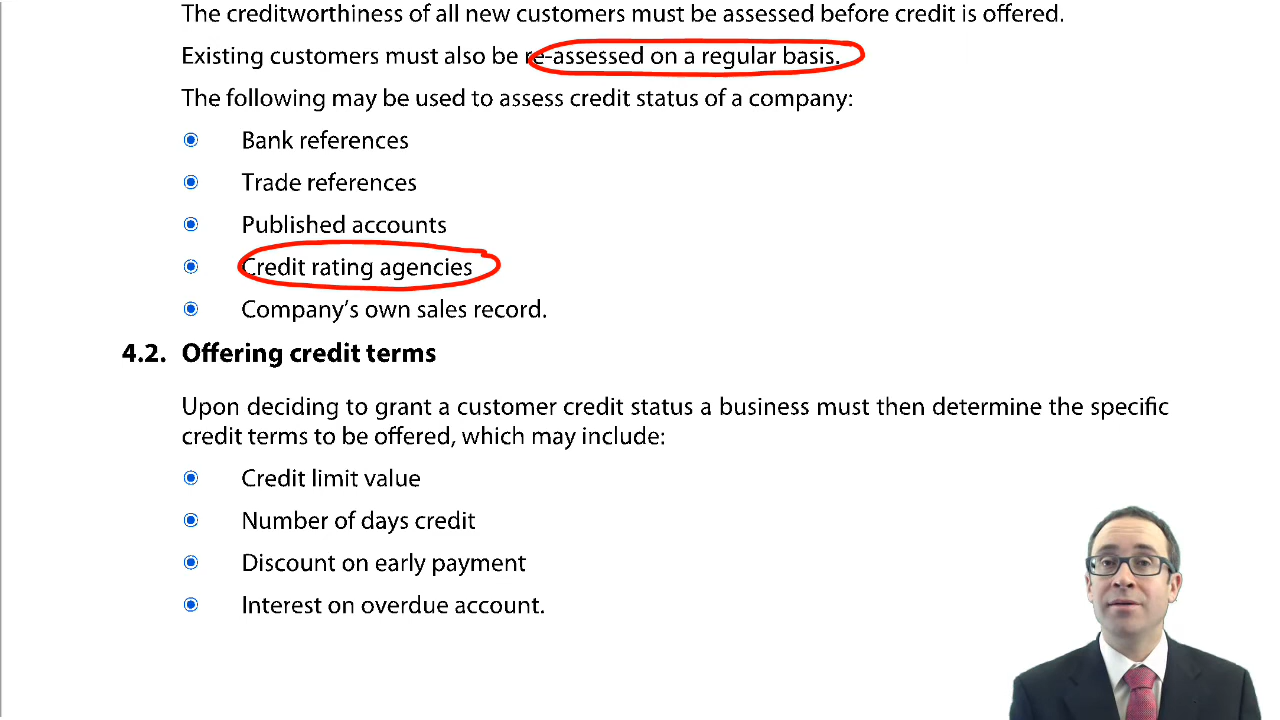 The creditworthiness of all new customers must be assessed before credit is offered.
Existing customers must also be re-assessed on a regular basis.
The following may be used to assess credit status of a company:
Bank references
Trade references
Published accounts
Credit rating agencies
Company’s own sales record.
4.2. Offering credit terms
Upon deciding to grant a customer credit status a business must then determine the specific
credit terms to be offered, which may include:
Credit limit value
Number of days credit
Discount on early payment
Interest on overdue account.